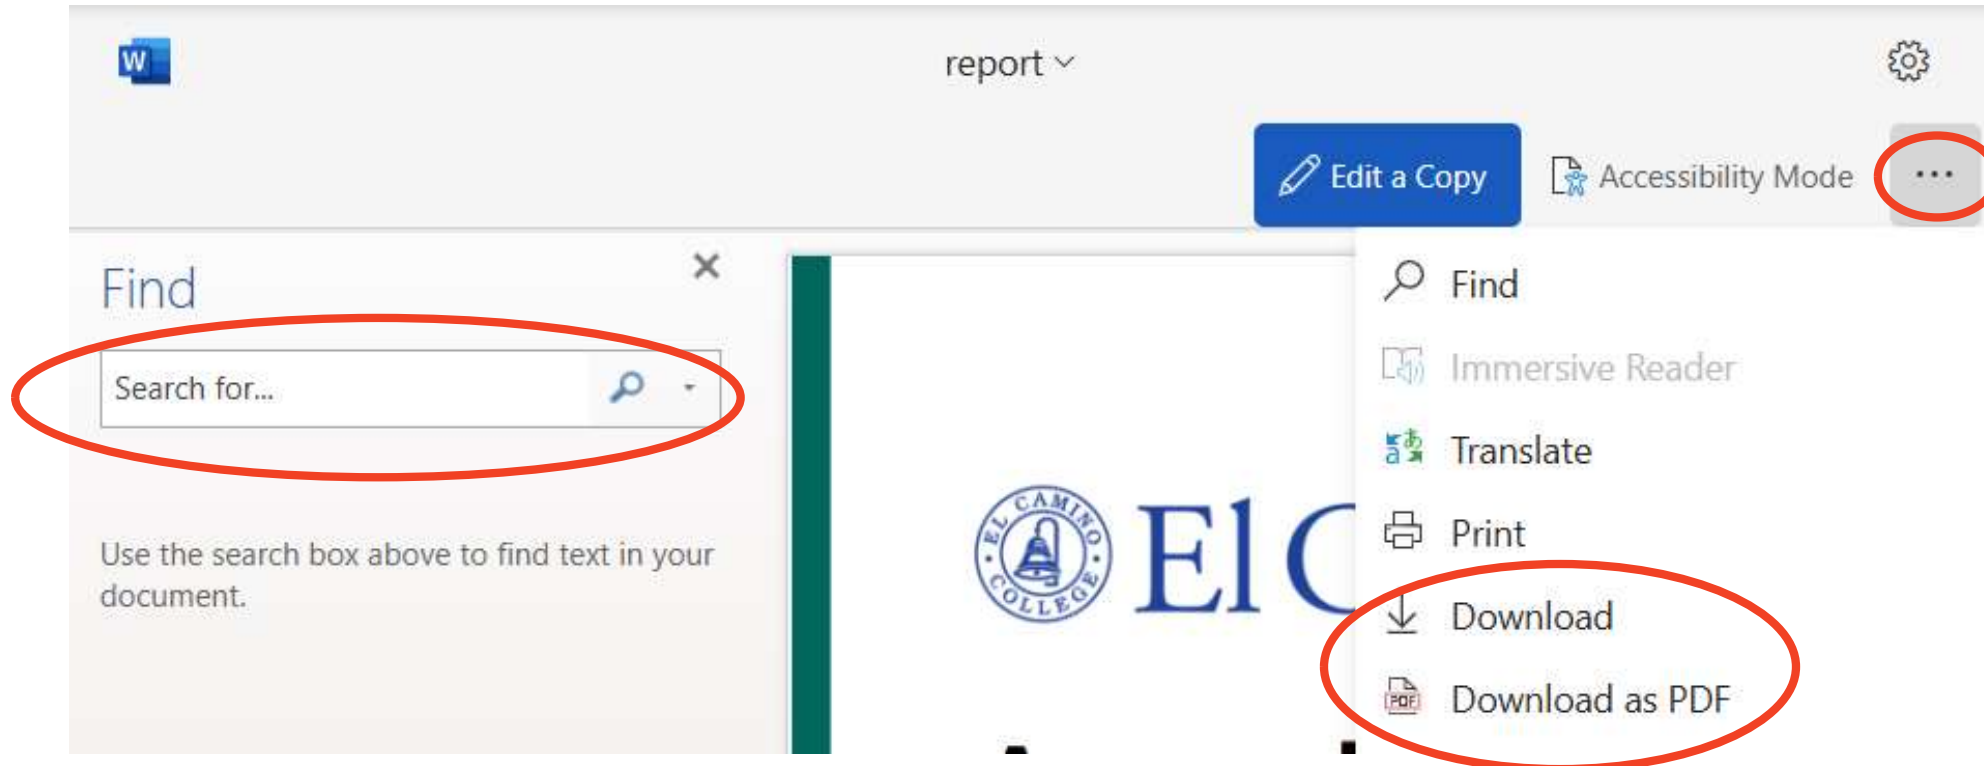 W
report
Edit a Copy
Accessibility Mode
...
Find
Search for...
Use the search box above to find text in your
document.
EL CAMINO
COLLEGE
El C
Find
Immersive Reader
Translate
Print
Download
PDF
Download as PDF